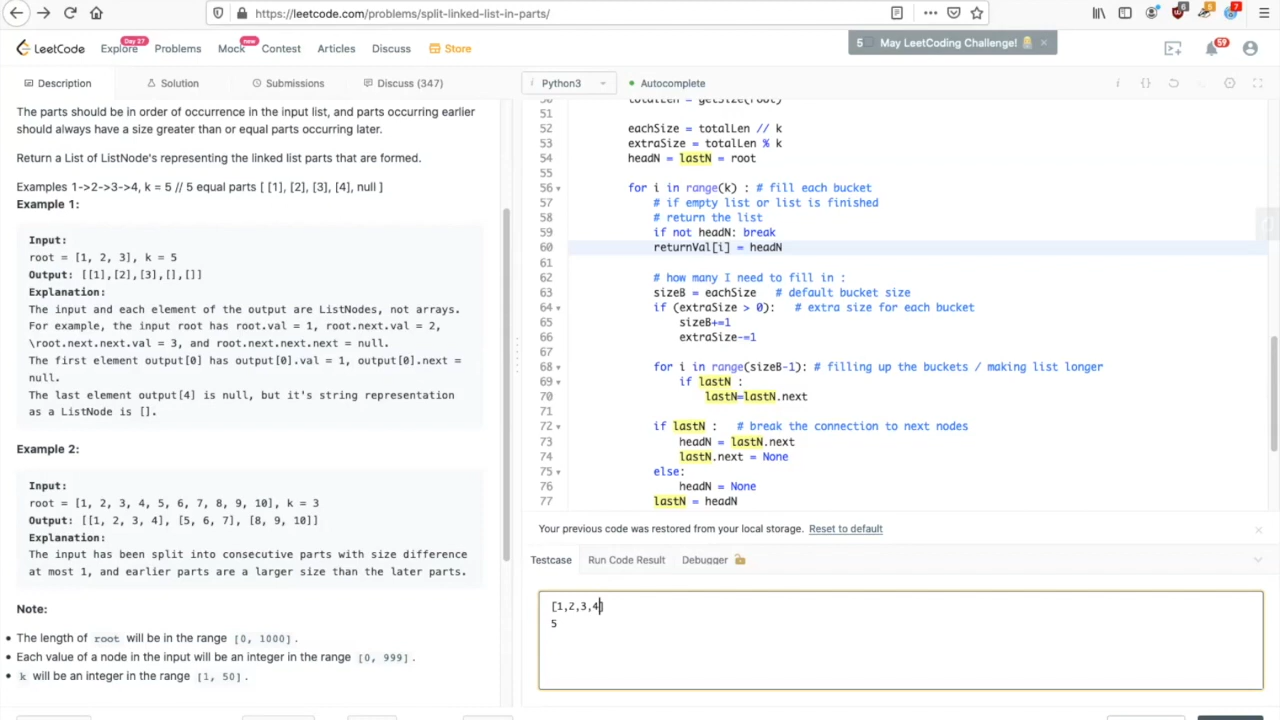 https://leetcode.com/problems/split-linked-list-in-parts/
6
5
7
LeetCode
Explore
Day 27
Problems
Mock
new
Contest
Articles
Discuss
Store
5 May LeetCoding Challenge! ×
59
Description
Solution
Submissions
Discuss (347)
i Python3
Autocomplete
The parts should be in order of occurrence in the input list, and parts occurring earlier
should always have a size greater than or equal parts occurring later.
Return a List of ListNode's representing the linked list parts that are formed.
Examples 1->2->3->4, k = 5 // 5 equal parts [ [1], [2], [3], [4], null ]
Example 1:
Input:
root = [1, 2, 3], k = 5
Output: [[1],[2],[3],[],[]]
Explanation:
The input and each element of the output are ListNodes, not arrays.
For example, the input root has root.val = 1, root.next.val = 2,
\root.next.next.val = 3, and root.next.next.next = null.
The first element output[0] has output[0].val = 1, output[0].next =
null.
The last element output[4] is null, but it's string representation
as a ListNode is [].
Example 2:
Input:
root = [1, 2, 3, 4, 5, 6, 7, 8, 9, 10], k = 3
Output: [[1, 2, 3, 4], [5, 6, 7], [8, 9, 10]]
Explanation:
The input has been split into consecutive parts with size difference
at most 1, and earlier parts are a larger size than the later parts.
Note:
• The length of root will be in the range [0, 1000].
• Each value of a node in the input will be an integer in the range [0, 999].
• k will be an integer in the range [1, 50].
50 totalLen = getSize(root)
51
52 eachSize = totalLen // k
53 extraSize = totalLen % k
54 headN = lastN = root
55
56 for i in range(k) : # fill each bucket
57 # if empty list or list is finished
58 # return the list
59 if not headN: break
60 returnVal[i] = headN
61
62 # how many I need to fill in :
63 sizeB = eachSize # default bucket size
64 if (extraSize > 0): # extra size for each bucket
65 sizeB+=1
66 extraSize-=1
67
68 for i in range(sizeB-1): # filling up the buckets / making list longer
69 if lastN :
70 lastN=lastN.next
71
72 if lastN : # break the connection to next nodes
73 headN = lastN.next
74 lastN.next = None
75 else:
76 headN = None
77 lastN = headN
Your previous code was restored from your local storage. Reset to default
Testcase
Run Code Result
Debugger
[1,2,3,4]
5